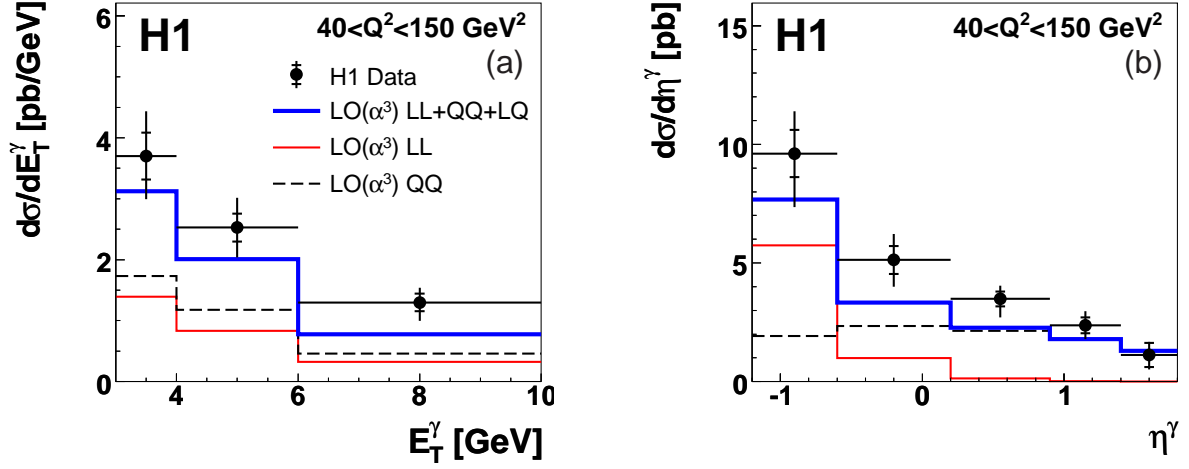 H1
40<Q²<150 GeV²
(a)
H1 Data
LO(α³) LL+QQ+LQ
LO(α³) LL
LO(α³) QQ
dσ/dE_T^γ [pb/GeV]
6
4
2
0
4 6 8 10
E_T^γ [GeV]
H1
40<Q²<150 GeV²
(b)
dσ/dη^γ [pb]
15
10
5
0
-1 0 1
η^γ